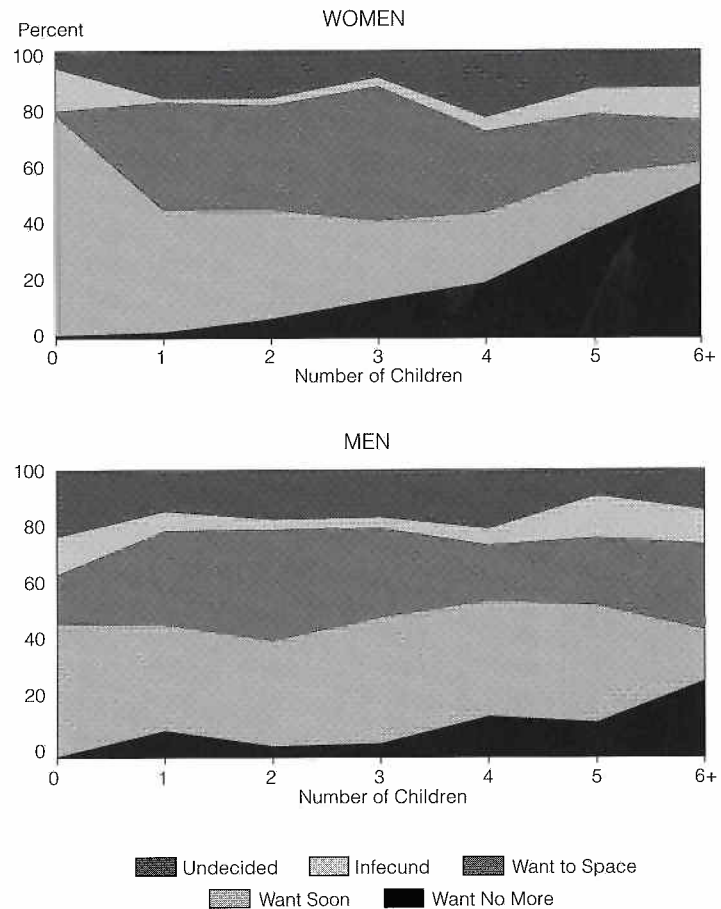 WOMEN
Percent
100
80
60
40
20
0
0 1 2 3 4 5 6+
Number of Children
MEN
100
80
60
40
20
0
0 1 2 3 4 5 6+
Number of Children
Undecided Infecund Want to Space
Want Soon Want No More